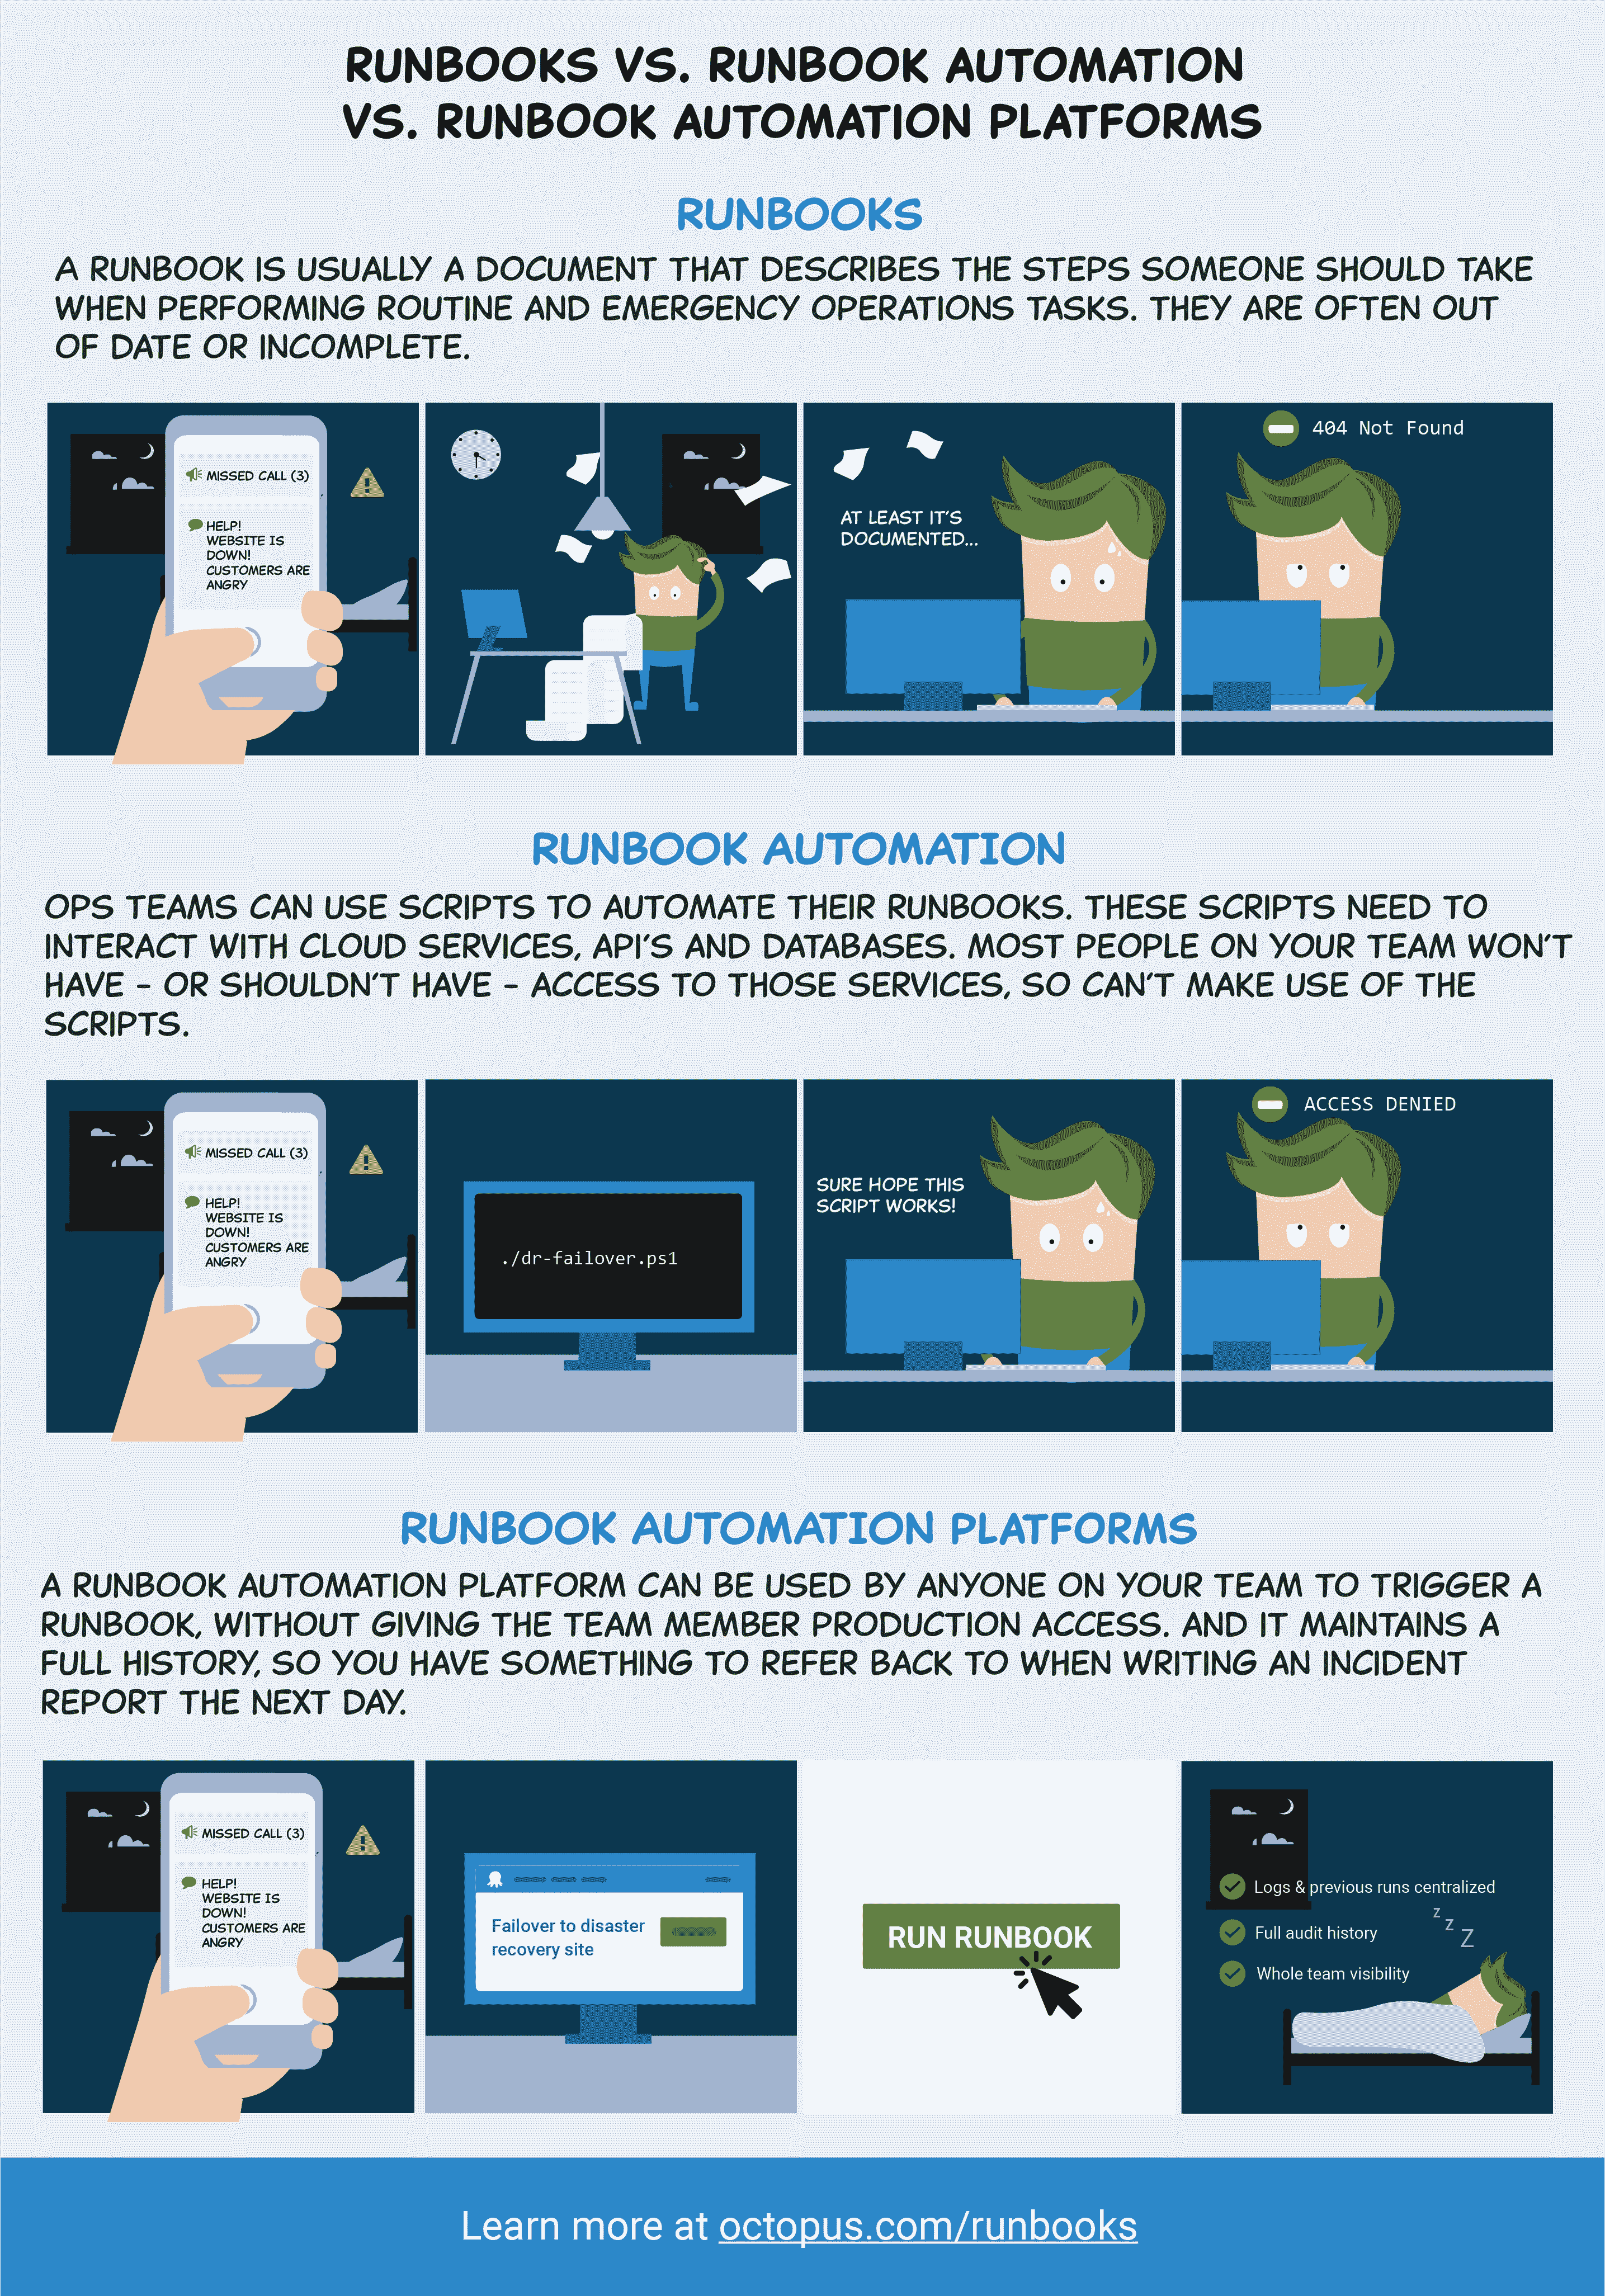 RUNBOOKS VS. RUNBOOK AUTOMATION
VS. RUNBOOK AUTOMATION PLATFORMS
RUNBOOKS
A RUNBOOK IS USUALLY A DOCUMENT THAT DESCRIBES THE STEPS SOMEONE SHOULD TAKE
WHEN PERFORMING ROUTINE AND EMERGENCY OPERATIONS TASKS. THEY ARE OFTEN OUT
OF DATE OR INCOMPLETE.
MISSED CALL (3)
HELP!
WEBSITE IS
DOWN!
CUSTOMERS ARE
ANGRY
AT LEAST IT'S
DOCUMENTED...
404 Not Found
RUNBOOK AUTOMATION
OPS TEAMS CAN USE SCRIPTS TO AUTOMATE THEIR RUNBOOKS. THESE SCRIPTS NEED TO
INTERACT WITH CLOUD SERVICES, API'S AND DATABASES. MOST PEOPLE ON YOUR TEAM WON'T
HAVE - OR SHOULDN'T HAVE - ACCESS TO THOSE SERVICES, SO CAN'T MAKE USE OF THE
SCRIPTS.
MISSED CALL (3)
HELP!
WEBSITE IS
DOWN!
CUSTOMERS ARE
ANGRY
./dr-failover.ps1
SURE HOPE THIS
SCRIPT WORKS!
ACCESS DENIED
RUNBOOK AUTOMATION PLATFORMS
A RUNBOOK AUTOMATION PLATFORM CAN BE USED BY ANYONE ON YOUR TEAM TO TRIGGER A
RUNBOOK, WITHOUT GIVING THE TEAM MEMBER PRODUCTION ACCESS. AND IT MAINTAINS A
FULL HISTORY, SO YOU HAVE SOMETHING TO REFER BACK TO WHEN WRITING AN INCIDENT
REPORT THE NEXT DAY.
MISSED CALL (3)
HELP!
WEBSITE IS
DOWN!
CUSTOMERS ARE
ANGRY
Failover to disaster
recovery site
RUN RUNBOOK
Logs & previous runs centralized
Full audit history
Whole team visibility
z z Z
Learn more at octopus.com/runbooks